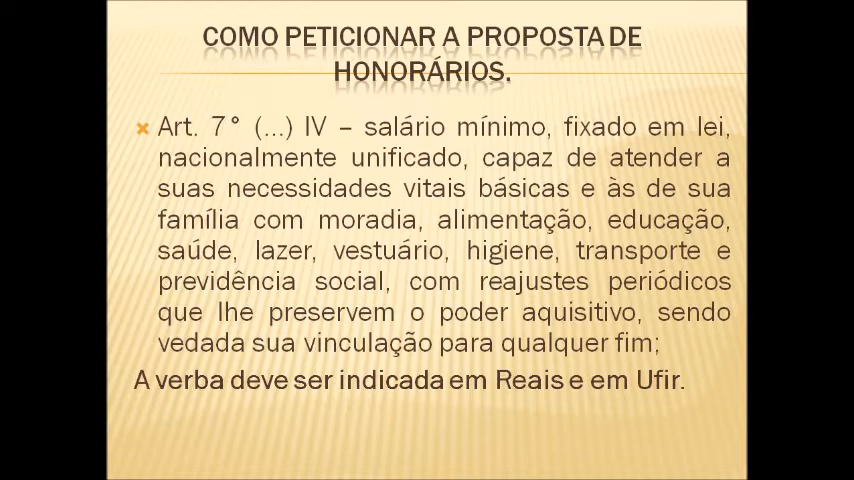 COMO PETICIONAR A PROPOSTA DE
HONORÁRIOS.
Art. 7° (...) IV – salário mínimo, fixado em lei,
nacionalmente unificado, capaz de atender a
suas necessidades vitais básicas e às de sua
família com moradia, alimentação, educação,
saúde, lazer, vestuário, higiene, transporte e
previdência social, com reajustes periódicos
que lhe preservem o poder aquisitivo, sendo
vedada sua vinculação para qualquer fim;
A verba deve ser indicada em Reais e em Ufir.